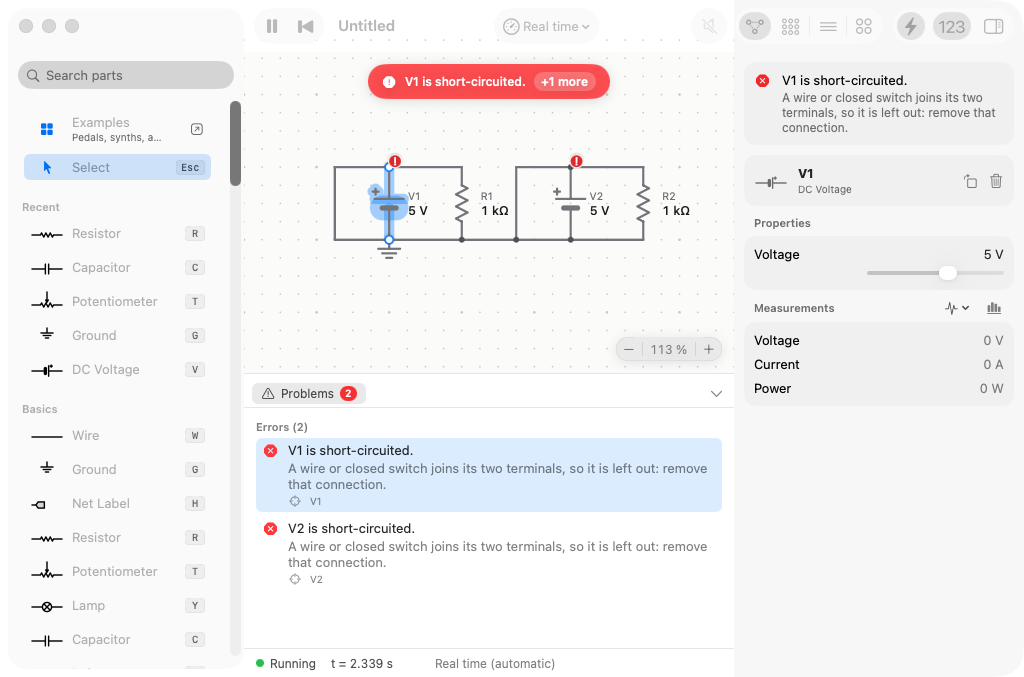 Untitled
Real time
123
Search parts
V1 is short-circuited.
+1 more
Examples
Pedals, synths, a...
Select
Esc
Recent
Resistor
R
Capacitor
C
Potentiometer
T
Ground
G
DC Voltage
V
Basics
Wire
W
Ground
G
Net Label
H
Resistor
R
Potentiometer
T
Lamp
Y
Capacitor
C
V1
5 V
R1
1 kΩ
V2
5 V
R2
1 kΩ
113 %
Problems
2
Errors (2)
V1 is short-circuited.
A wire or closed switch joins its two terminals, so it is left out: remove
that connection.
V1
V2 is short-circuited.
A wire or closed switch joins its two terminals, so it is left out: remove
that connection.
V2
Running
t = 2.339 s
Real time (automatic)
V1 is short-circuited.
A wire or closed switch joins its two
terminals, so it is left out: remove that
connection.
V1
DC Voltage
Properties
Voltage
5 V
Measurements
Voltage
0 V
Current
0 A
Power
0 W